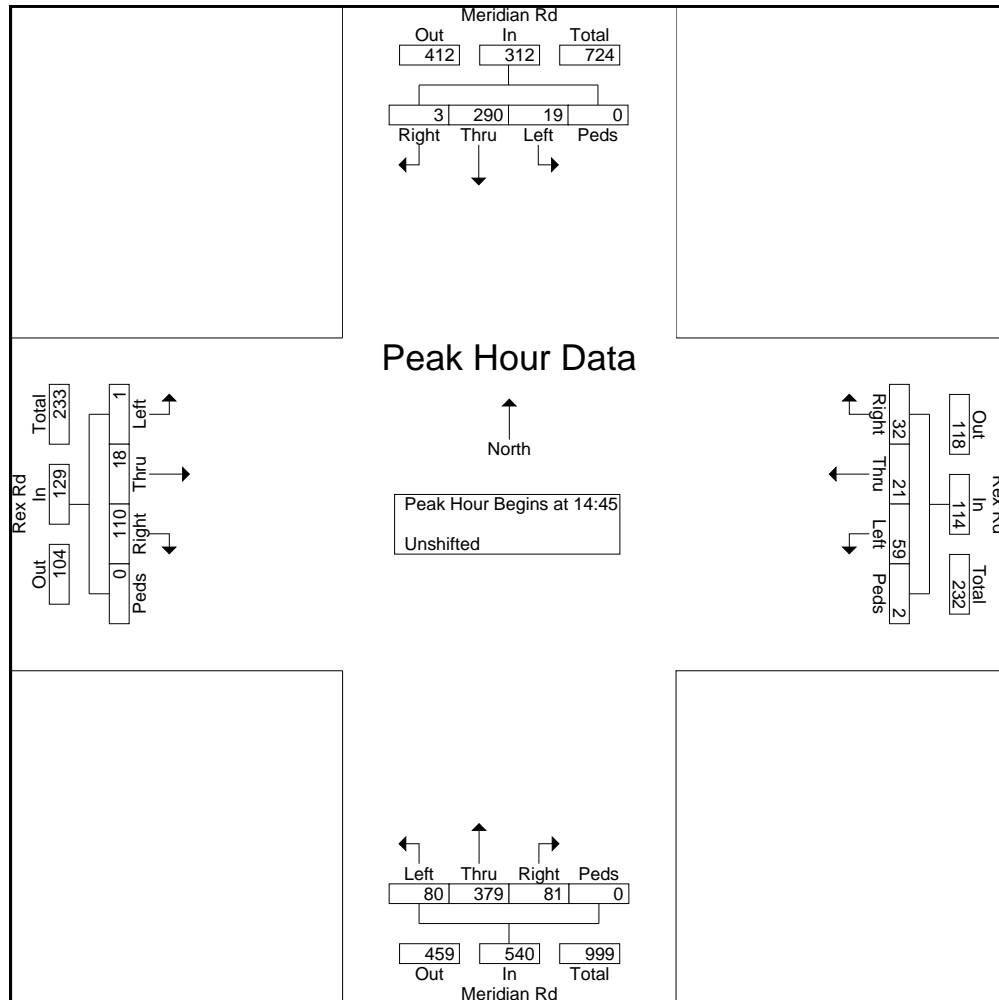 Meridian Rd
Out In Total
412 312 724
3 290 19 0
Right Thru Left Peds
Peak Hour Data
North
Peak Hour Begins at 14:45
Unshifted
Rex Rd
Out In Total
104 129 233
1 18 110 0
Left Thru Right Peds
Rex Rd
Out In Total
118 114 232
32 21 59 2
Right Thru Left Peds
Left Thru Right Peds
80 379 81 0
459 540 999
Out In Total
Meridian Rd